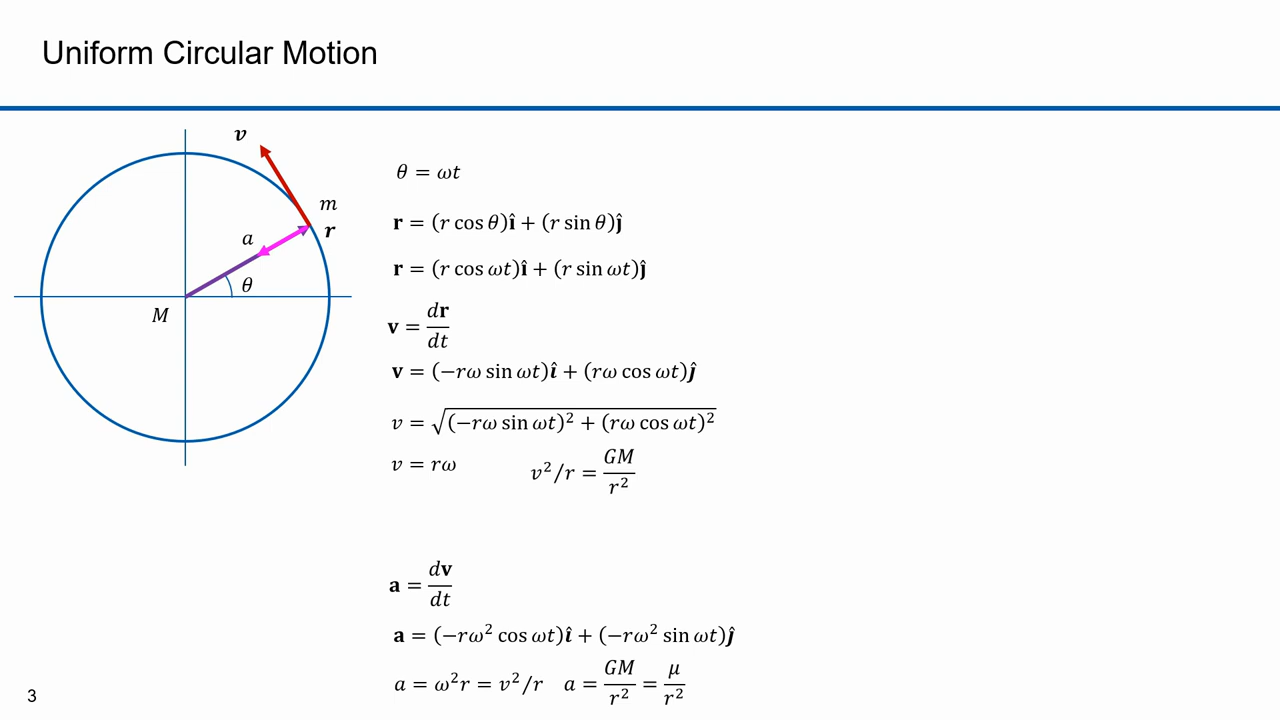 Uniform Circular Motion
v
m
r
a
θ
M
θ = ωt
r = (r cos θ)î + (r sin θ)ĵ
r = (r cos ωt)î + (r sin ωt)ĵ
v = dr/dt
v = (−rω sin ωt)î + (rω cos ωt)ĵ
v = √((−rω sin ωt)² + (rω cos ωt)²)
v = rω v²/r = GM/r²
a = dv/dt
a = (−rω² cos ωt)î + (−rω² sin ωt)ĵ
a = ω²r = v²/r a = GM/r² = μ/r²
3